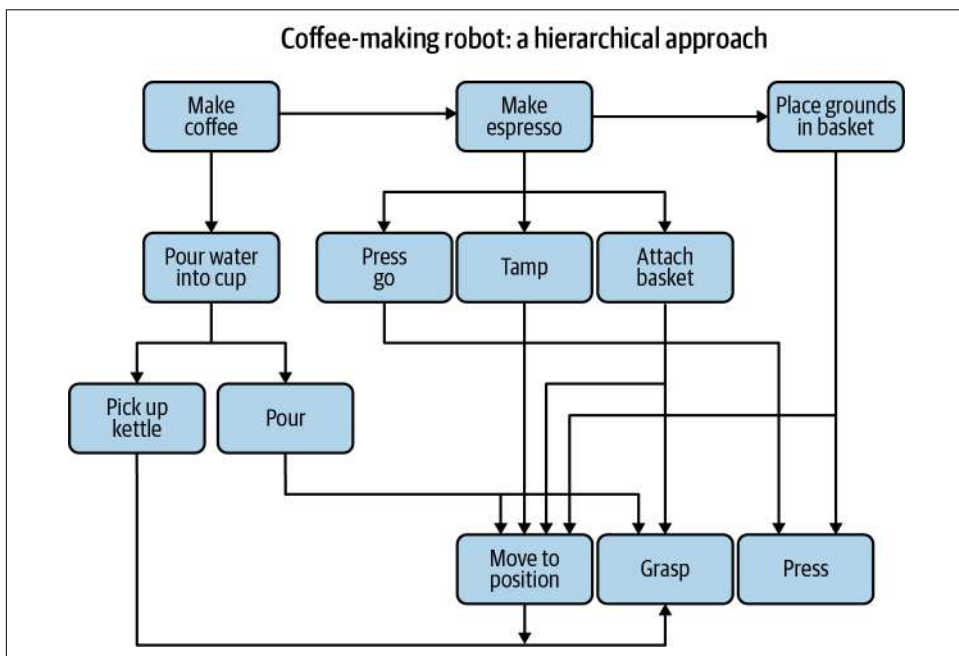 Coffee-making robot: a hierarchical approach
Make
coffee
Make
espresso
Place grounds
in basket
Pour water
into cup
Press
go
Tamp
Attach
basket
Pick up
kettle
Pour
Move to
position
Grasp
Press